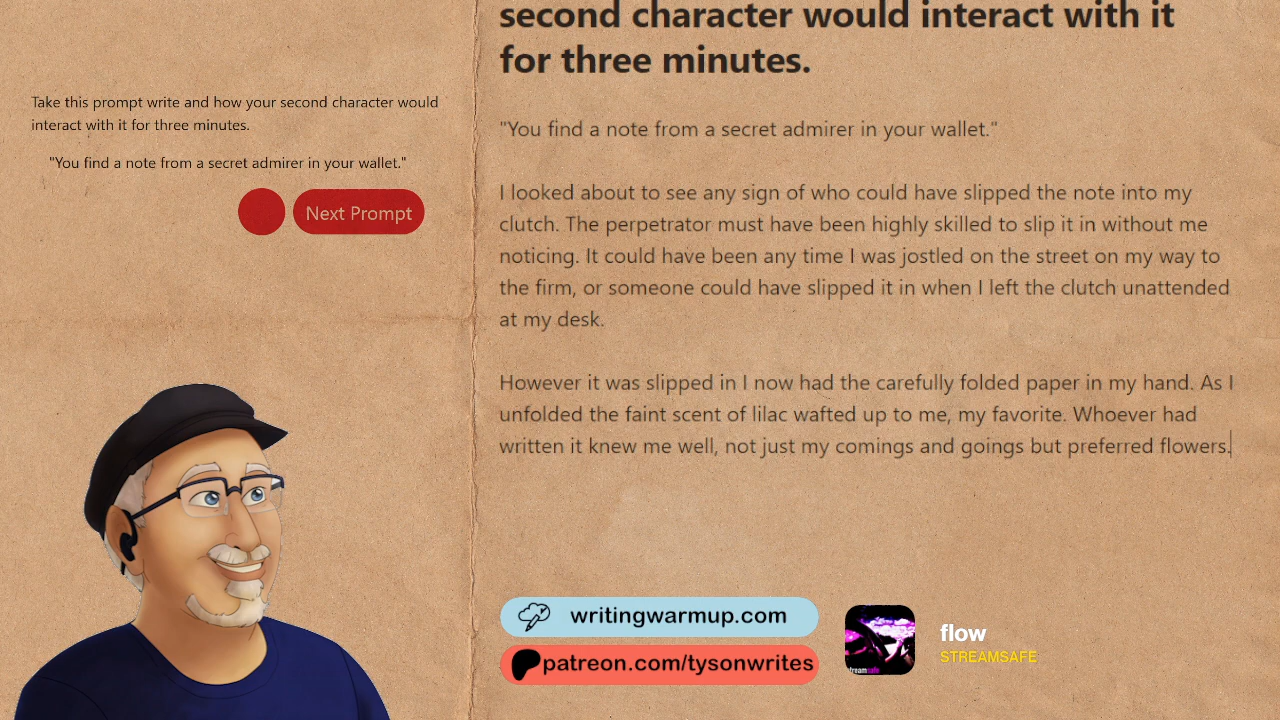 Take this prompt write and how your second character would
interact with it for three minutes.
"You find a note from a secret admirer in your wallet."
Next Prompt
second character would interact with it
for three minutes.
"You find a note from a secret admirer in your wallet."
I looked about to see any sign of who could have slipped the note into my
clutch. The perpetrator must have been highly skilled to slip it in without me
noticing. It could have been any time I was jostled on the street on my way to
the firm, or someone could have slipped it in when I left the clutch unattended
at my desk.
However it was slipped in I now had the carefully folded paper in my hand. As I
unfolded the faint scent of lilac wafted up to me, my favorite. Whoever had
written it knew me well, not just my comings and goings but preferred flowers.
writingwarmup.com
patreon.com/tysonwrites
flow
STREAMSAFE